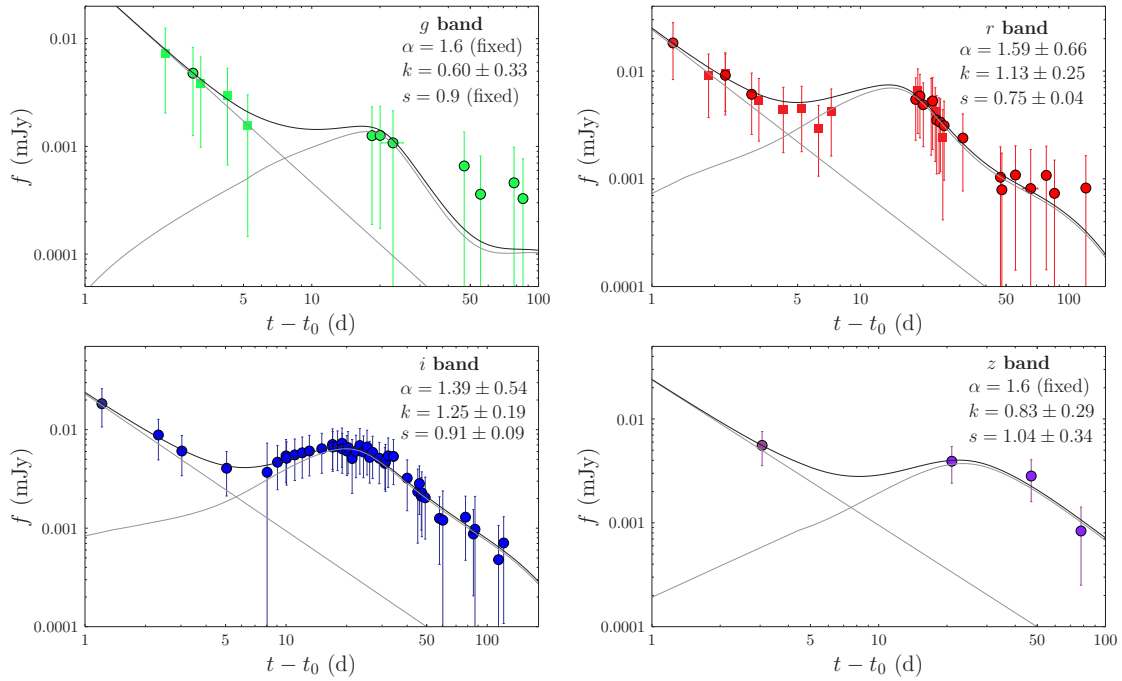 g band
α = 1.6 (fixed)
k = 0.60 ± 0.33
s = 0.9 (fixed)
0.01
0.001
0.0001
f (mJy)
1 5 10 50 100
t − t₀ (d)
r band
α = 1.59 ± 0.66
k = 1.13 ± 0.25
s = 0.75 ± 0.04
0.01
0.001
0.0001
f (mJy)
1 5 10 50 100
t − t₀ (d)
i band
α = 1.39 ± 0.54
k = 1.25 ± 0.19
s = 0.91 ± 0.09
0.01
0.001
0.0001
f (mJy)
1 5 10 50 100
t − t₀ (d)
z band
α = 1.6 (fixed)
k = 0.83 ± 0.29
s = 1.04 ± 0.34
0.01
0.001
0.0001
f (mJy)
1 5 10 50 100
t − t₀ (d)